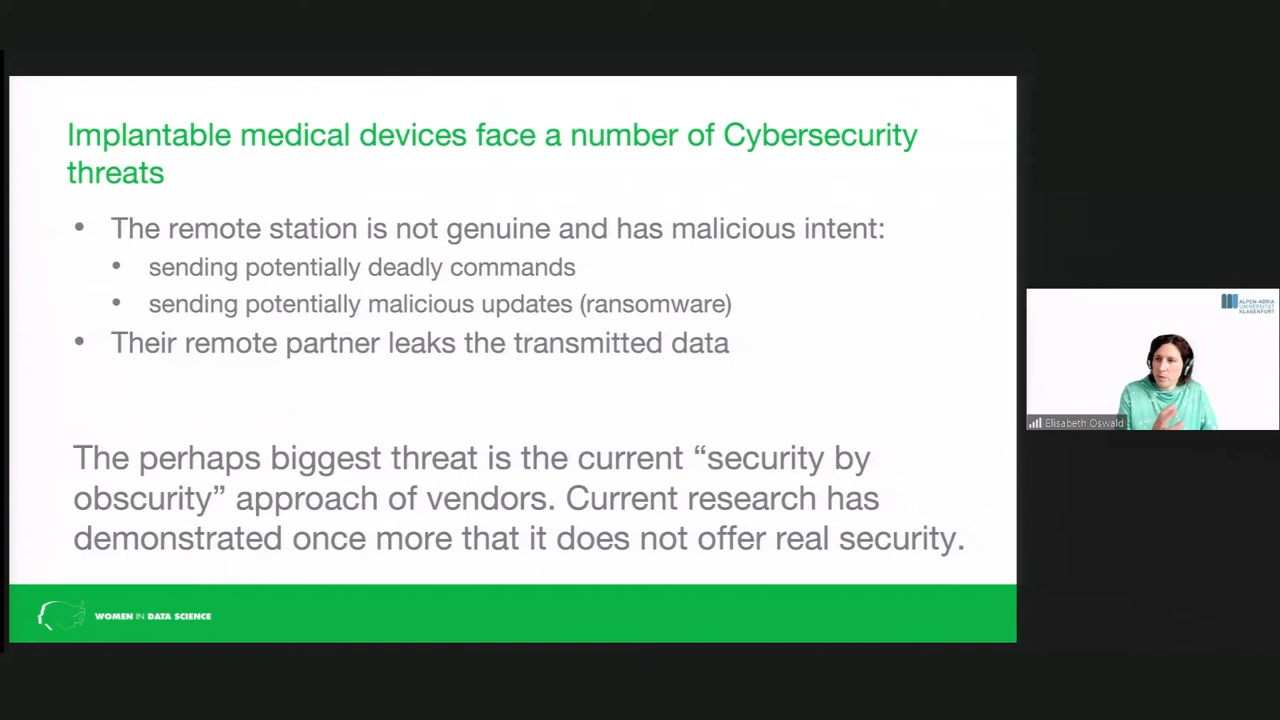 Implantable medical devices face a number of Cybersecurity
threats
• The remote station is not genuine and has malicious intent:
• sending potentially deadly commands
• sending potentially malicious updates (ransomware)
• Their remote partner leaks the transmitted data
The perhaps biggest threat is the current “security by
obscurity” approach of vendors. Current research has
demonstrated once more that it does not offer real security.
WOMEN IN DATA SCIENCE
ALPEN-ADRIA
UNIVERSITÄT
KLAGENFURT
Elisabeth Oswald